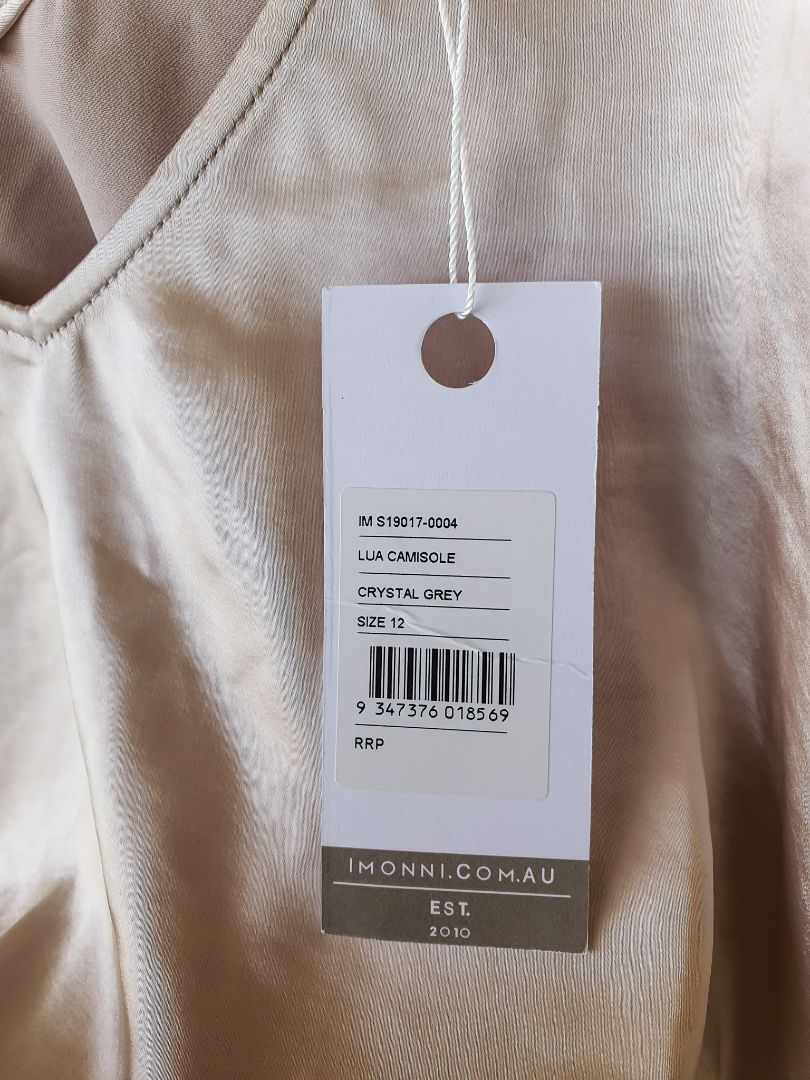 IM S19017-0004
LUA CAMISOLE
CRYSTAL GREY
SIZE 12
9 347376 018569
RRP
IMONNI.COM.AU
EST.
2010